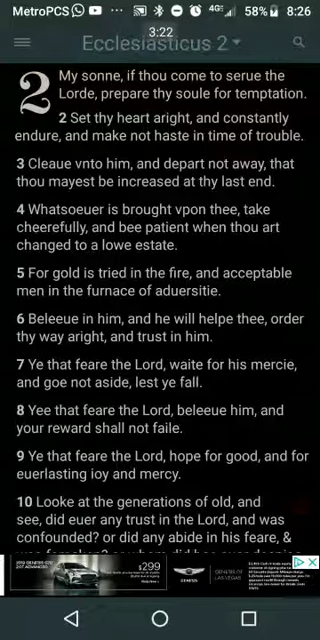 MetroPCS 4G 58% 8:26
3:22
Ecclesiasticus 2
2 My sonne, if thou come to serue the
Lorde, prepare thy soule for temptation.
2 Set thy heart aright, and constantly
endure, and make not haste in time of trouble.
3 Cleaue vnto him, and depart not away, that
thou mayest be increased at thy last end.
4 Whatsoeuer is brought vpon thee, take
cheerefully, and bee patient when thou art
changed to a lowe estate.
5 For gold is tried in the fire, and acceptable
men in the furnace of aduersitie.
6 Beleeue in him, and he will helpe thee, order
thy way aright, and trust in him.
7 Ye that feare the Lord, waite for his mercie,
and goe not aside, lest ye fall.
8 Yee that feare the Lord, beleeue him, and
your reward shall not faile.
9 Ye that feare the Lord, hope for good, and for
euerlasting ioy and mercy.
10 Looke at the generations of old, and
see, did euer any trust in the Lord, and was
confounded? or did any abide in his feare, &
$299
GENESIS OF
LAS VEGAS